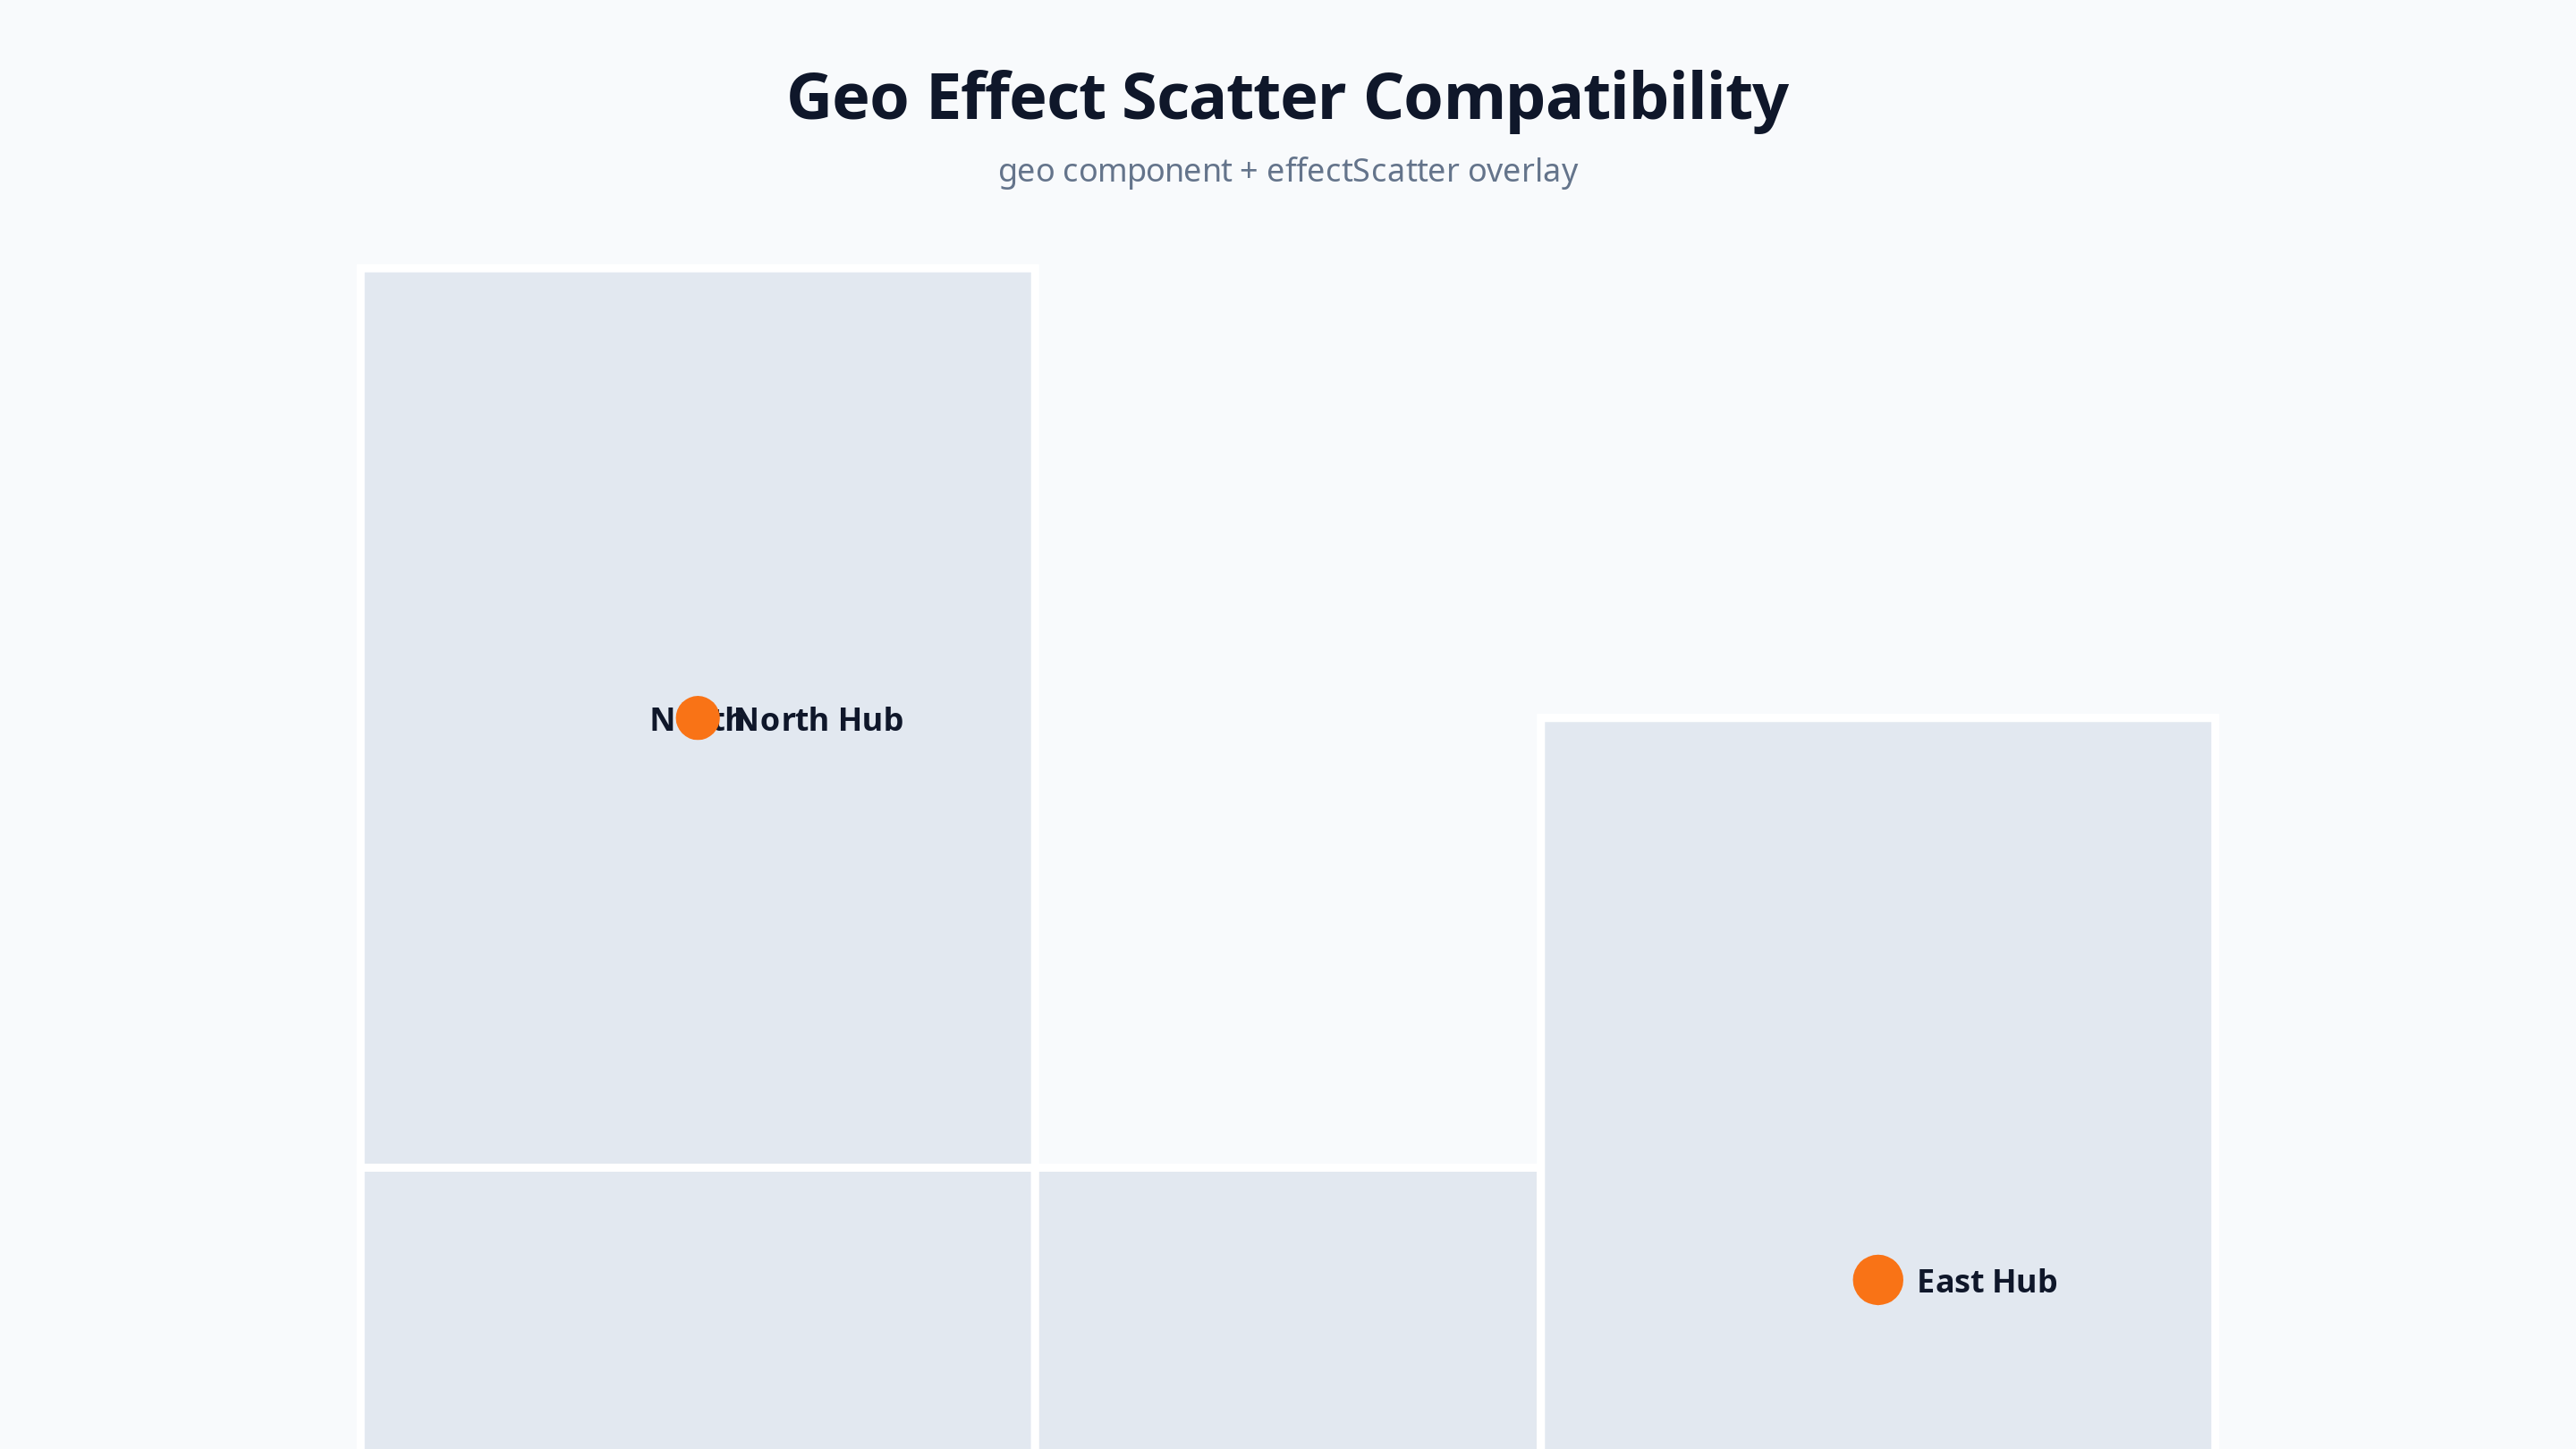 Geo Effect Scatter Compatibility
geo component + effectScatter overlay
North Hub
East Hub